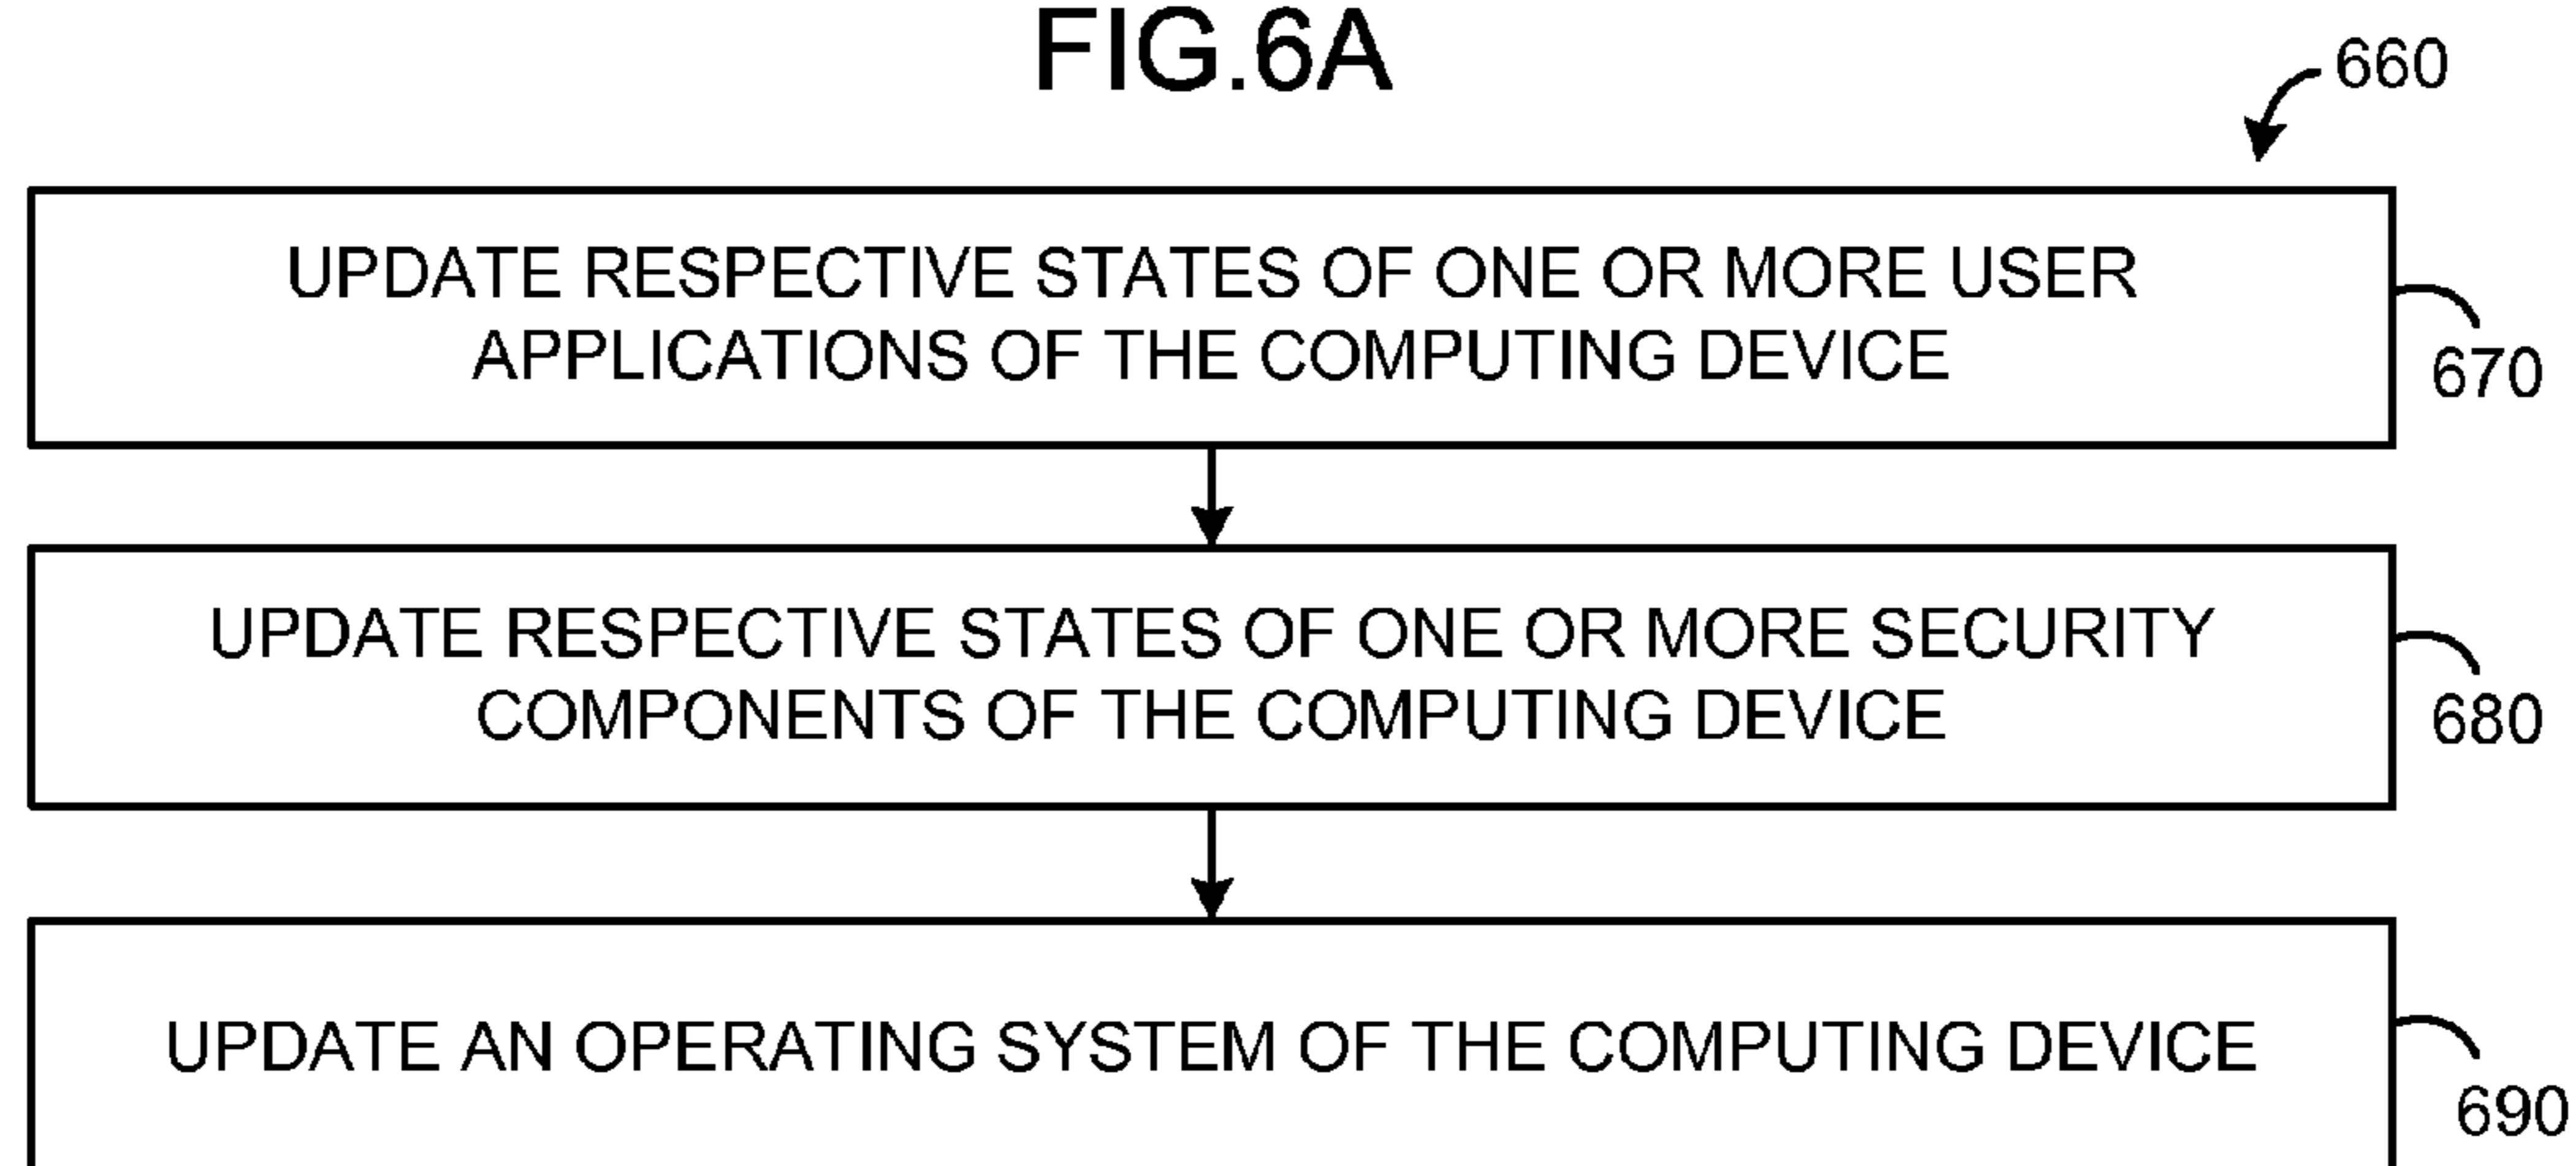 FIG.6A
660
UPDATE RESPECTIVE STATES OF ONE OR MORE USER
APPLICATIONS OF THE COMPUTING DEVICE
670
UPDATE RESPECTIVE STATES OF ONE OR MORE SECURITY
COMPONENTS OF THE COMPUTING DEVICE
680
UPDATE AN OPERATING SYSTEM OF THE COMPUTING DEVICE
690